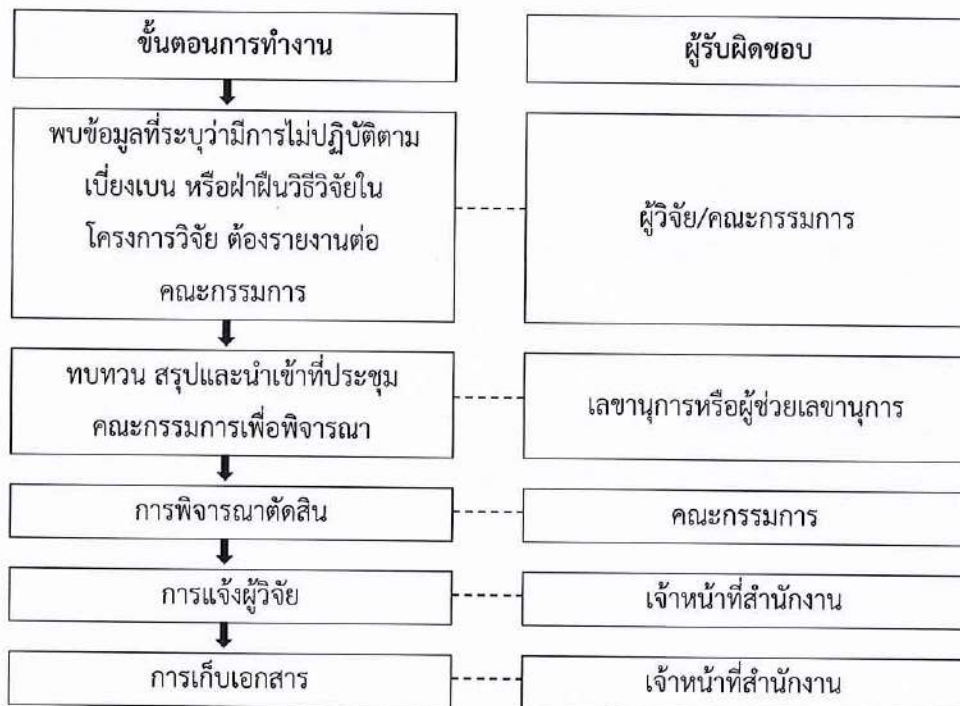 ขั้นตอนการทำงาน
ผู้รับผิดชอบ
พบข้อมูลที่ระบุว่ามีการไม่ปฏิบัติตาม
เบี่ยงเบน หรือฝ่าฝืนวิธีวิจัยใน
โครงการวิจัย ต้องรายงานต่อ
คณะกรรมการ
ผู้วิจัย/คณะกรรมการ
ทบทวน สรุปและนำเข้าที่ประชุม
คณะกรรมการเพื่อพิจารณา
เลขานุการหรือผู้ช่วยเลขานุการ
การพิจารณาตัดสิน
คณะกรรมการ
การแจ้งผู้วิจัย
เจ้าหน้าที่สำนักงาน
การเก็บเอกสาร
เจ้าหน้าที่สำนักงาน